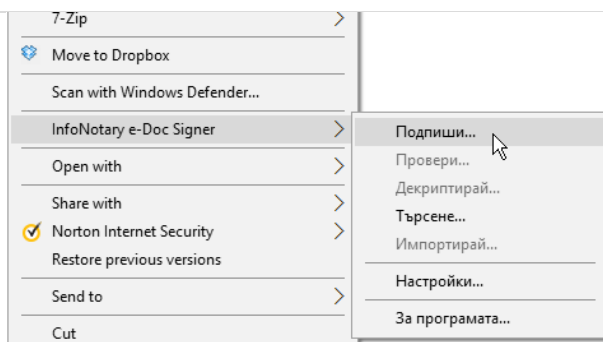 7-Zip
Move to Dropbox
Scan with Windows Defender...
InfoNotary e-Doc Signer
Open with
Share with
Norton Internet Security
Restore previous versions
Send to
Cut
Подпиши...
Провери...
Декриптирай...
Търсене...
Импортирай...
Настройки...
За програмата...